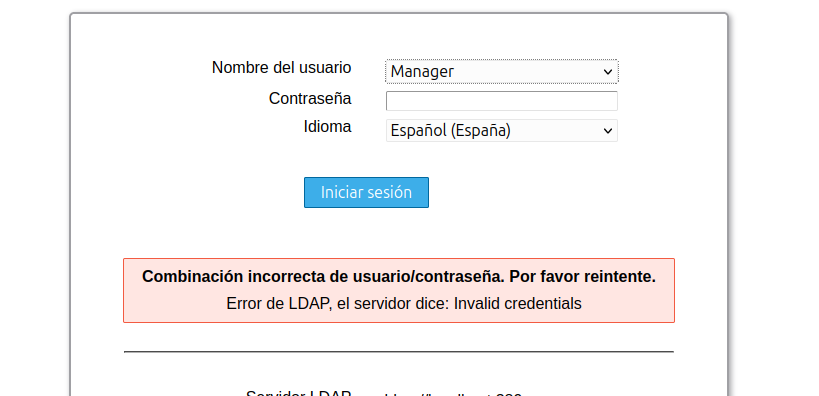 Nombre del usuario Manager
Contraseña
Idioma Español (España)
Iniciar sesión
Combinación incorrecta de usuario/contraseña. Por favor reintente.
Error de LDAP, el servidor dice: Invalid credentials
Servidor LDAP